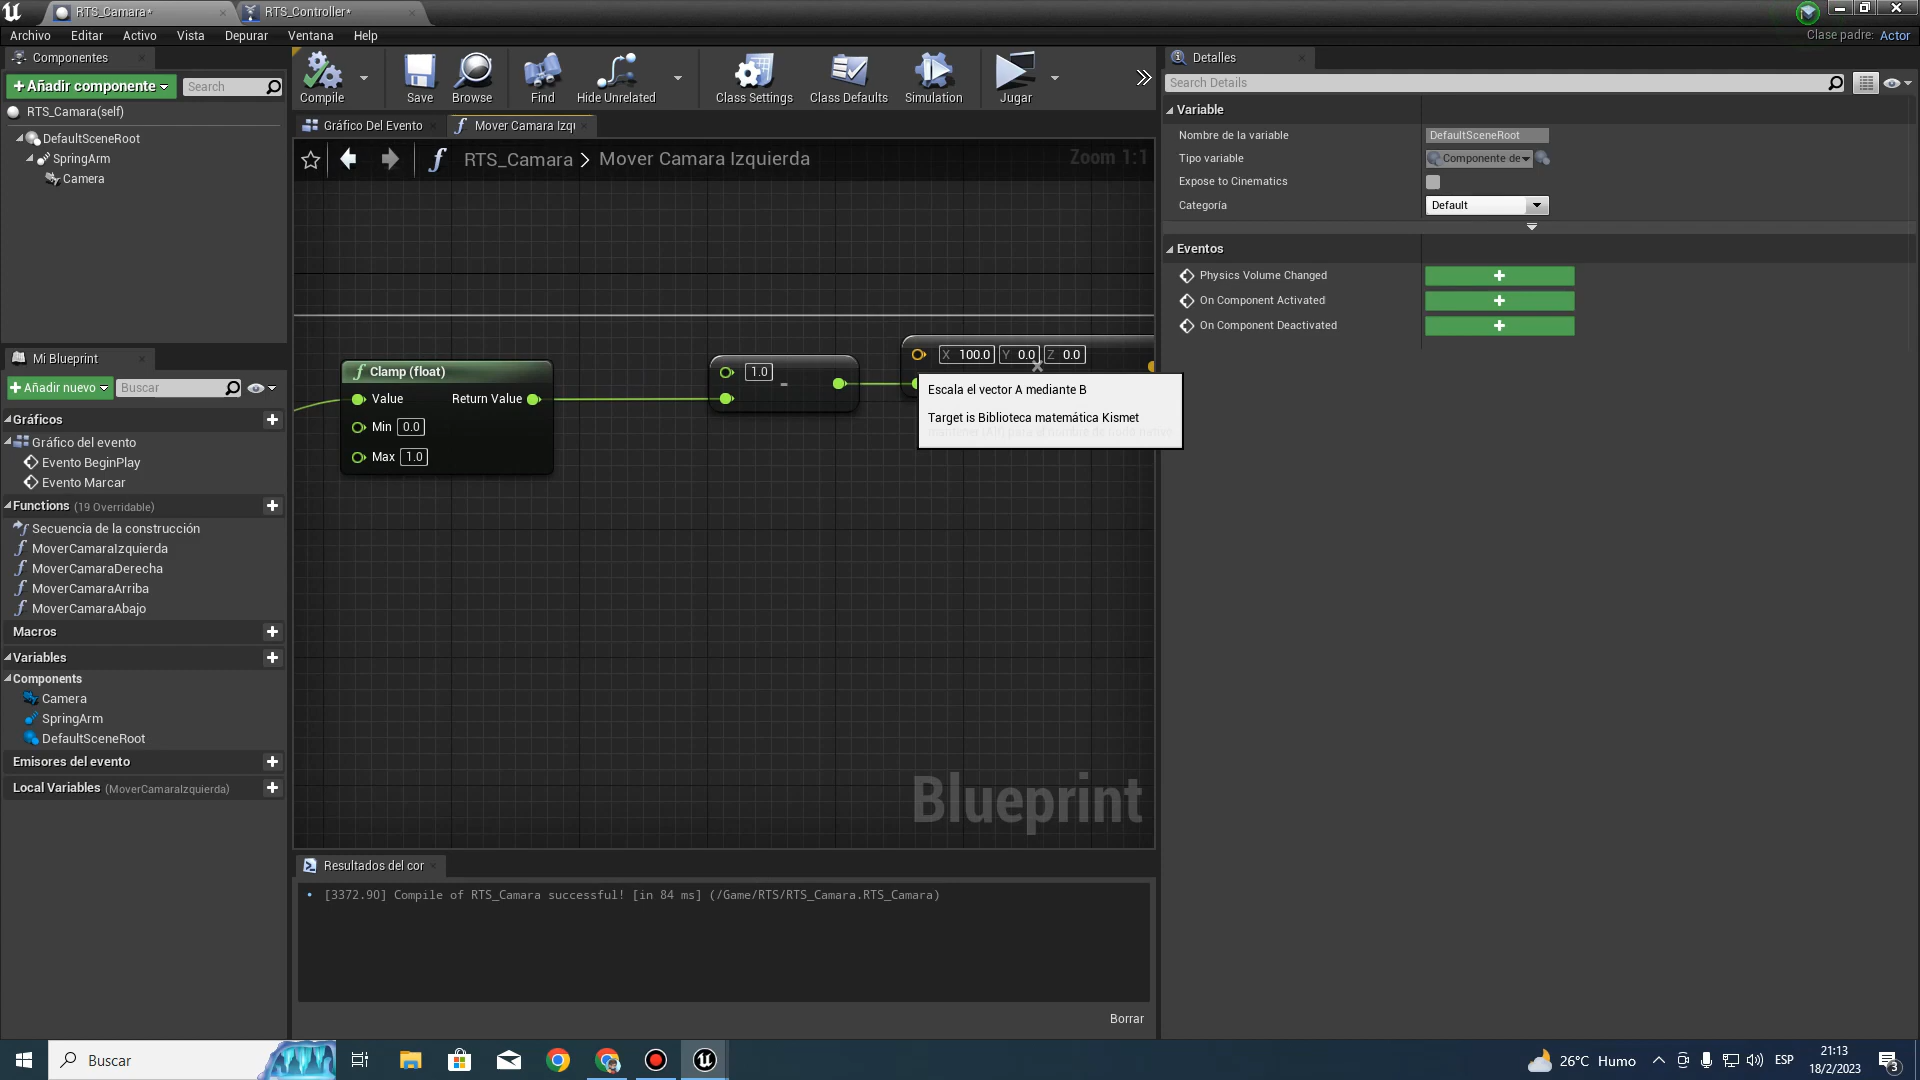 RTS_Camara*
RTS_Controller*
Archivo
Editar
Activo
Vista
Depurar
Ventana
Help
Clase padre: Actor
Componentes
+Añadir componente
Search
RTS_Camara(self)
DefaultSceneRoot
SpringArm
Camera
Compile
Save
Browse
Find
Hide Unrelated
Class Settings
Class Defaults
Simulation
Jugar
Gráfico Del Evento
Mover Camara Izqu
RTS_Camara > Mover Camara Izquierda
Zoom 1:1
Clamp (float)
Value
Return Value
Min 0.0
Max 1.0
1.0
X 100.0 Y 0.0 Z 0.0
Escala el vector A mediante B
Target is Biblioteca matemática Kismet
Blueprint
Mi Blueprint
+Añadir nuevo
Buscar
Gráficos
Gráfico del evento
Evento BeginPlay
Evento Marcar
Functions (19 Overridable)
Secuencia de la construcción
MoverCamaraIzquierda
MoverCamaraDerecha
MoverCamaraArriba
MoverCamaraAbajo
Macros
Variables
Components
Camera
SpringArm
DefaultSceneRoot
Emisores del evento
Local Variables (MoverCamaraIzquierda)
Resultados del cor
[3372.90] Compile of RTS_Camara successful! [in 84 ms] (/Game/RTS/RTS_Camara.RTS_Camara)
Borrar
Detalles
Search Details
Variable
Nombre de la variable
DefaultSceneRoot
Tipo variable
Componente de
Expose to Cinematics
Categoría
Default
Eventos
Physics Volume Changed
On Component Activated
On Component Deactivated
Buscar
26°C Humo
ESP
21:13
18/2/2023
3